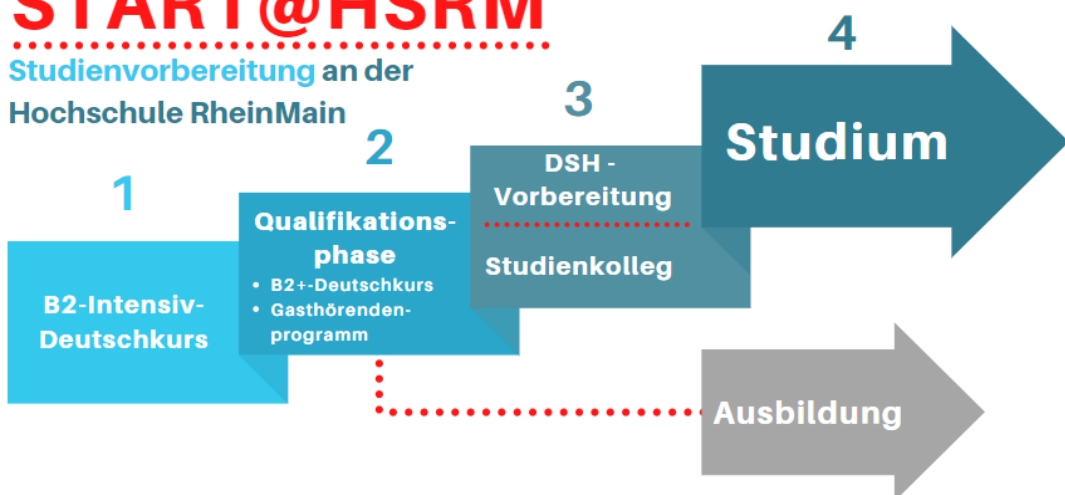 START@HSRM
Studienvorbereitung an der
Hochschule RheinMain
1
B2-Intensiv-
Deutschkurs
2
Qualifikations-
phase
• B2+-Deutschkurs
• Gasthörenden-
programm
3
DSH -
Vorbereitung
Studienkolleg
4
Studium
Ausbildung